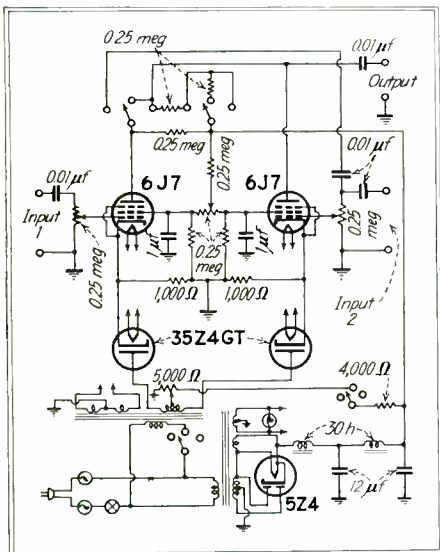 0.25 meg
0.01 μf
Output
0.25 meg
0.01 μf
0.25 meg
6J7
6J7
0.01 μf
Input
1
0.25 meg
1 μf
0.25 meg
1 μf
0.25 meg
Input
2
1,000 Ω
1,000 Ω
35Z4GT
5,000 Ω
4,000 Ω
30h
12 μf
5Z4